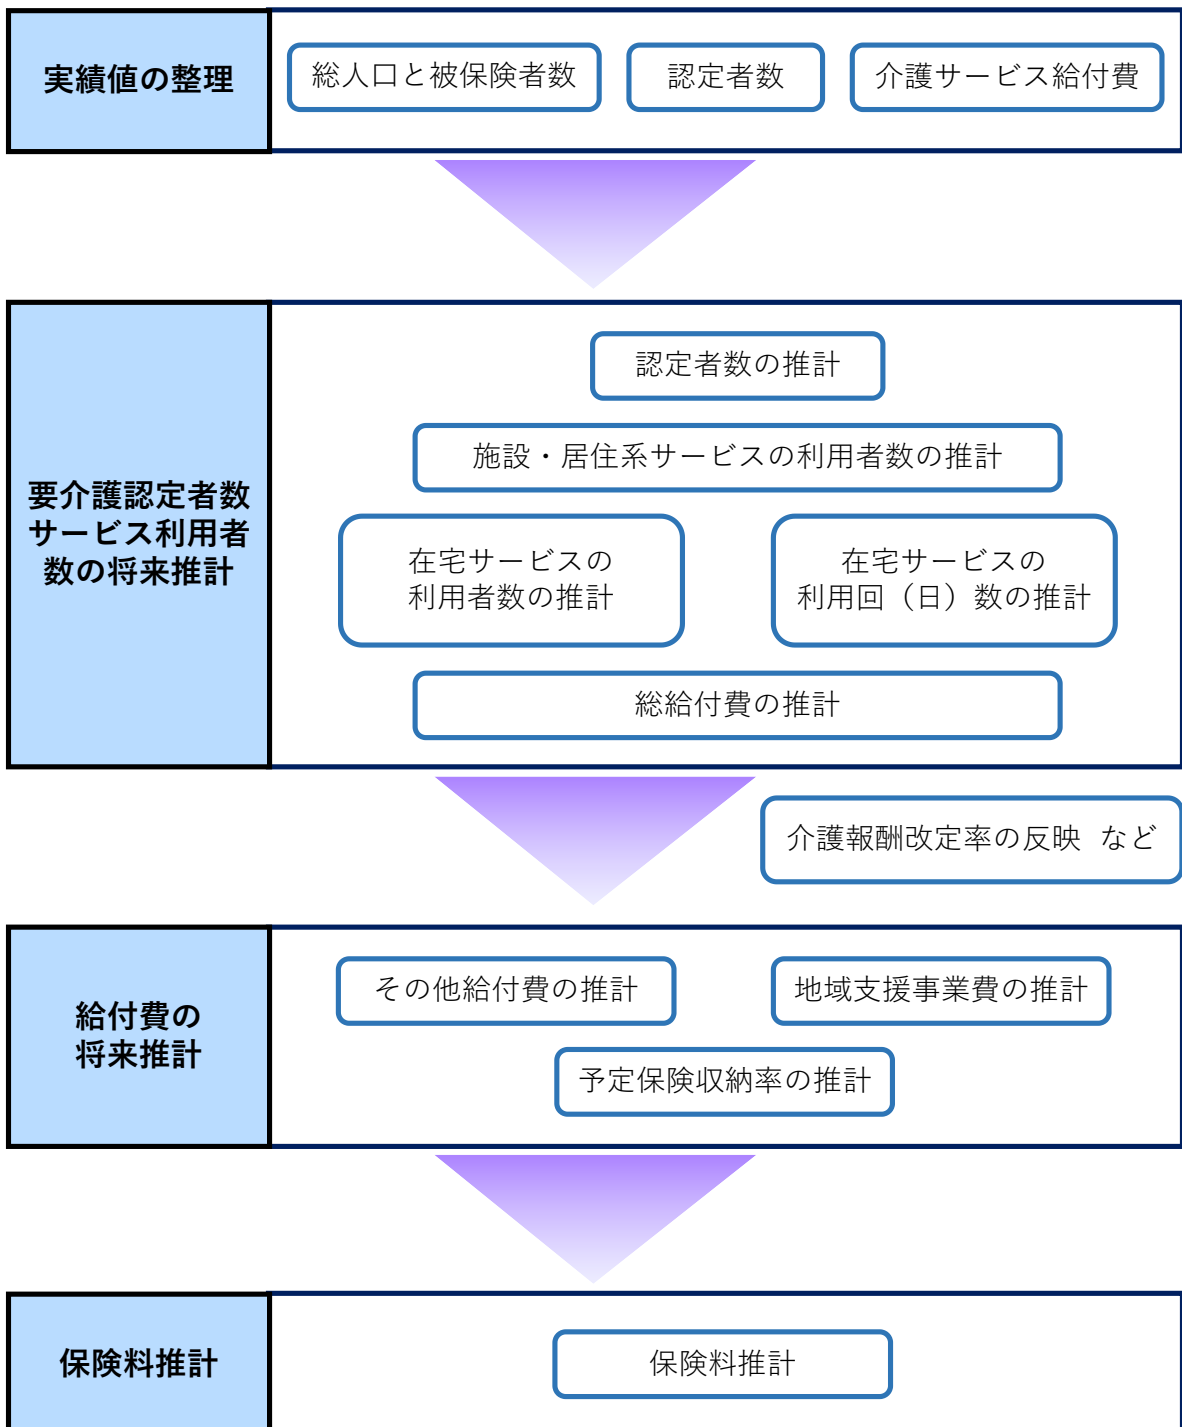 実績値の整理
総人口と被保険者数
認定者数
介護サービス給付費
要介護認定者数
サービス利用者
数の将来推計
認定者数の推計
施設・居住系サービスの利用者数の推計
在宅サービスの
利用者数の推計
在宅サービスの
利用回（日）数の推計
総給付費の推計
介護報酬改定率の反映 など
給付費の
将来推計
その他給付費の推計
地域支援事業費の推計
予定保険収納率の推計
保険料推計
保険料推計